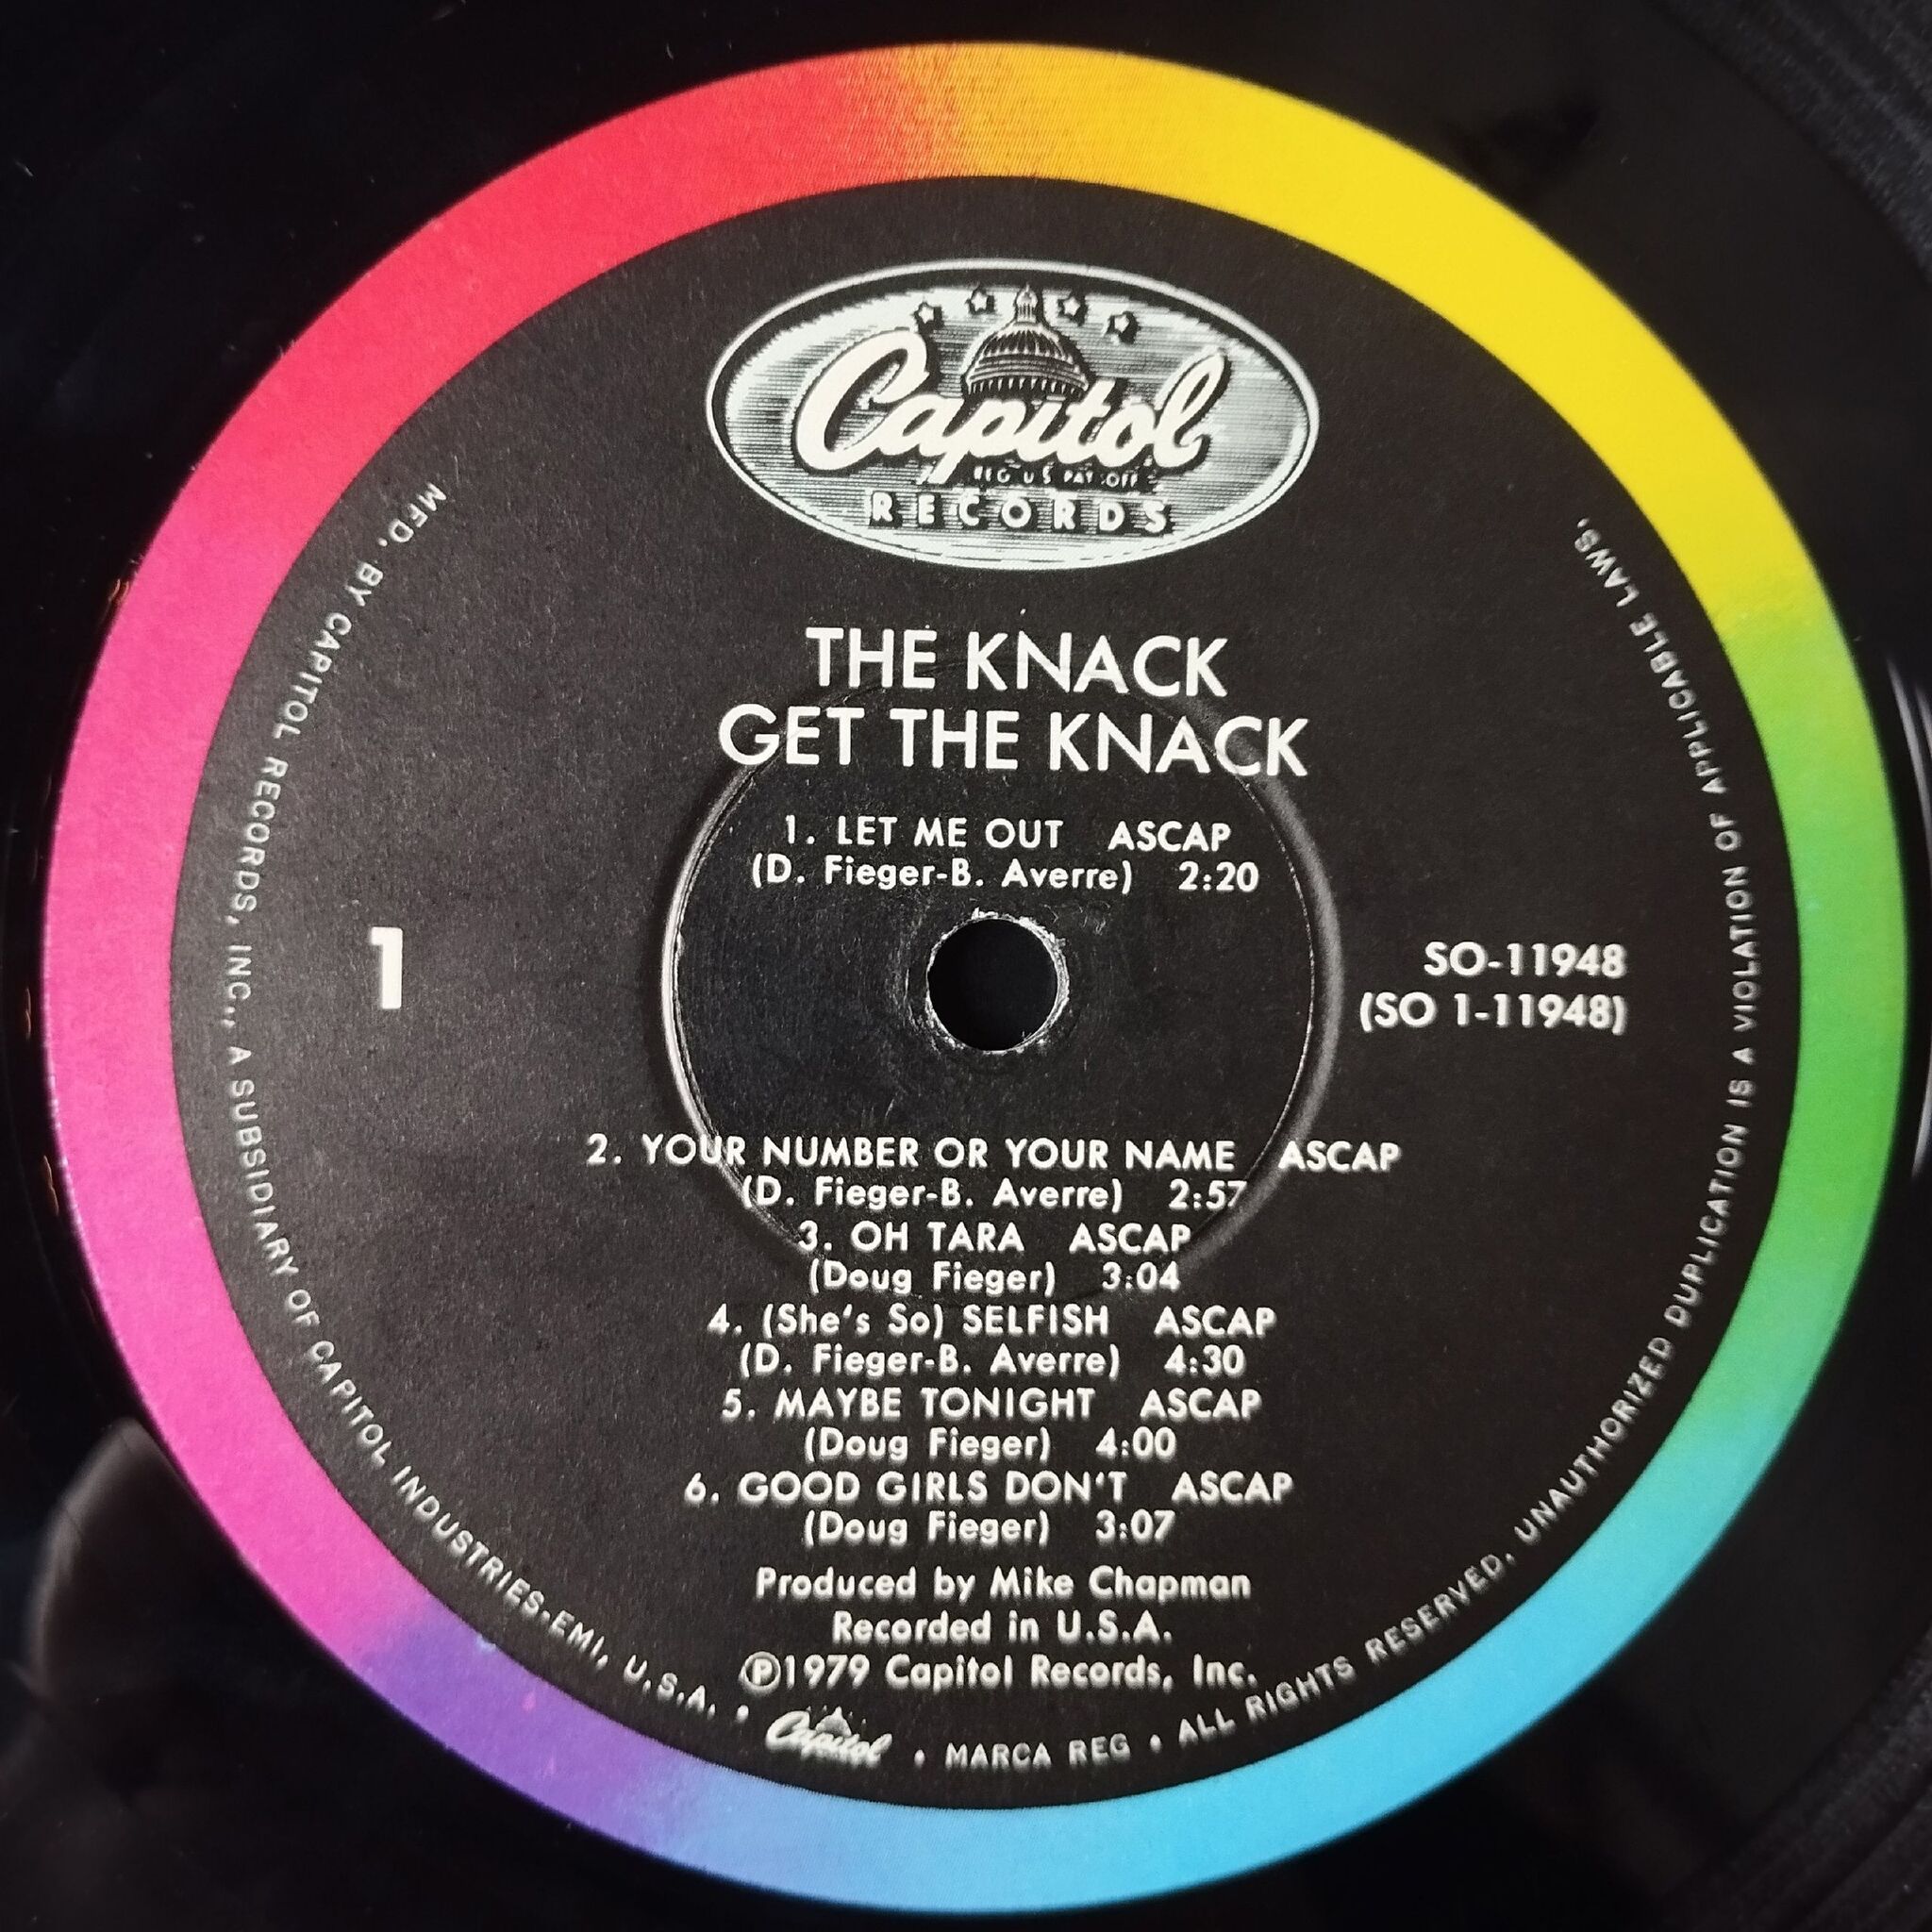 Capitol
REG U S PAT OFF
RECORDS
THE KNACK
GET THE KNACK
1. LET ME OUT ASCAP
(D. Fieger-B. Averre) 2:20
1
SO-11948
(SO 1-11948)
2. YOUR NUMBER OR YOUR NAME ASCAP
(D. Fieger-B. Averre) 2:57
3. OH TARA ASCAP
(Doug Fieger) 3:04
4. (She's So) SELFISH ASCAP
(D. Fieger-B. Averre) 4:30
5. MAYBE TONIGHT ASCAP
(Doug Fieger) 4:00
6. GOOD GIRLS DON'T ASCAP
(Doug Fieger) 3:07
Produced by Mike Chapman
Recorded in U.S.A.
Ⓟ1979 Capitol Records, Inc.
MFD. BY CAPITOL RECORDS, INC., A SUBSIDIARY OF CAPITOL INDUSTRIES-EMI, U.S.A. • Capitol • MARCA REG • ALL RIGHTS RESERVED. UNAUTHORIZED DUPLICATION IS A VIOLATION OF APPLICABLE LAWS.